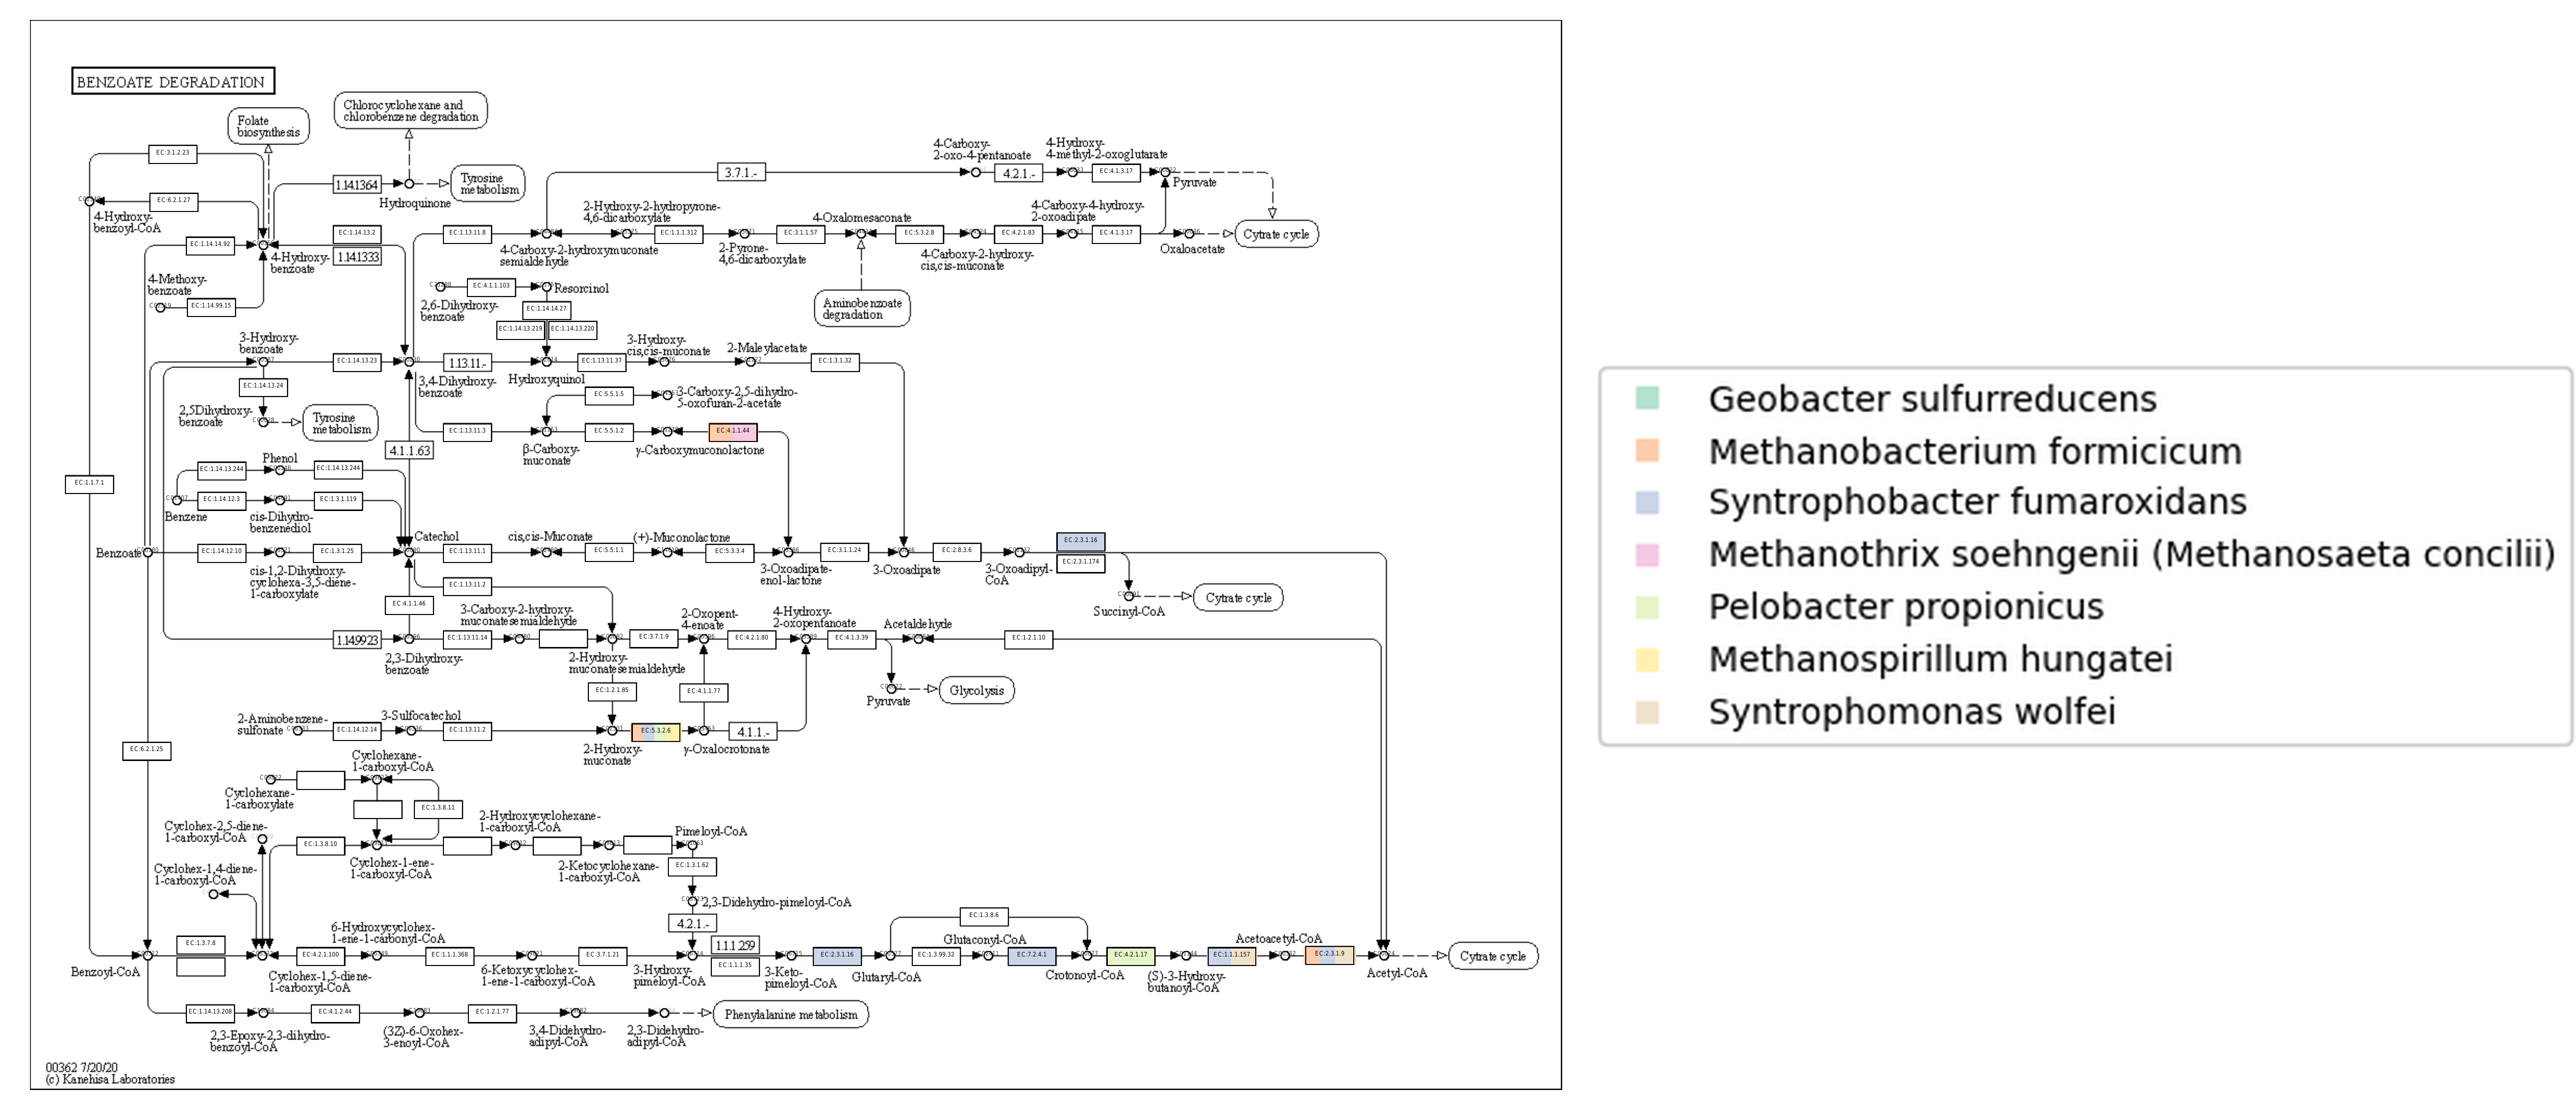 BENZOATE DEGRADATION
Folate
biosynthesis
Chlorocyclohexane and
chlorobenzene degradation
EC:3.1.2.23
4-Carboxy-
2-oxo-4-pentanoate
4-Hydroxy-
4-methyl-2-oxoglutarate
3.7.1.-
4.2.1.-
EC:4.1.3.17
Pyruvate
1.14.1364
Tyrosine
metabolism
Hydroquinone
EC:6.2.1.27
4-Hydroxy-
benzoyl-CoA
2-Hydroxy-2-hydropyrone-
4,6-dicarboxylate
4-Oxalomesaconate
4-Carboxy-4-hydroxy-
2-oxoadipate
EC:1.14.14.92
EC:1.14.13.2
1.14.1333
4-Hydroxy-
benzoate
EC:1.13.11.8
EC:1.1.1.312
EC:3.1.1.57
EC:5.3.2.8
EC:4.2.1.83
EC:4.1.3.17
Cytrate cycle
4-Carboxy-2-hydroxymuconate
semialdehyde
2-Pyrone-
4,6-dicarboxylate
4-Carboxy-2-hydroxy-
cis,cis-muconate
Oxaloacetate
4-Methoxy-
benzoate
EC:1.14.99.15
EC:4.1.1.103
Resorcinol
2,6-Dihydroxy-
benzoate
EC:1.14.14.27
EC:1.14.13.219
EC:1.14.13.220
Aminobenzoate
degradation
3-Hydroxy-
benzoate
EC:1.14.13.23
1.13.11.-
EC:1.13.11.37
3-Hydroxy-
cis,cis-muconate
2-Maleylacetate
EC:1.3.1.32
3,4-Dihydroxy-
benzoate
Hydroxyquinol
EC:1.14.13.24
EC:5.5.1.5
3-Carboxy-2,5-dihydro-
5-oxofuran-2-acetate
2,5Dihydroxy-
benzoate
Tyrosine
metabolism
EC:1.13.11.3
EC:5.5.1.2
EC:4.1.1.44
β-Carboxy-
muconate
γ-Carboxymuconolactone
4.1.1.63
EC:1.1.7.1
Phenol
EC:1.14.13.244
EC:1.14.13.244
EC:1.14.12.3
EC:1.3.1.119
Benzene
cis-Dihydro-
benzenediol
Benzoate
EC:1.14.12.10
EC:1.3.1.25
Catechol
EC:1.13.11.1
cis,cis-Muconate
EC:5.5.1.1
(+)-Muconolactone
EC:5.3.3.4
EC:3.1.1.24
EC:2.8.3.6
EC:2.3.1.16
EC:2.3.1.174
cis-1,2-Dihydroxy-
cyclohexa-3,5-diene-
1-carboxylate
3-Oxoadipate-
enol-lactone
3-Oxoadipate
3-Oxoadipyl-
CoA
EC:1.13.11.2
EC:4.1.1.46
Succinyl-CoA
Cytrate cycle
3-Carboxy-2-hydroxy-
muconatesemialdehyde
2-Oxopent-
4-enoate
4-Hydroxy-
2-oxopentanoate
Acetaldehyde
1.14.9923
EC:1.13.11.14
EC:3.7.1.9
EC:4.2.1.80
EC:4.1.3.39
EC:1.2.1.10
2,3-Dihydroxy-
benzoate
2-Hydroxy-
muconatesemialdehyde
EC:1.2.1.85
EC:4.1.1.77
Pyruvate
Glycolysis
2-Aminobenzene-
sulfonate
EC:1.14.12.14
3-Sulfocatechol
EC:1.13.11.2
EC:5.3.2.6
4.1.1.-
2-Hydroxy-
muconate
γ-Oxalocrotonate
EC:6.2.1.25
Cyclohexane-
1-carboxyl-CoA
Cyclohexane-
1-carboxylate
EC:1.3.8.11
Cyclohex-2,5-diene-
1-carboxyl-CoA
2-Hydroxycyclohexane-
1-carboxyl-CoA
Pimeloyl-CoA
EC:1.3.8.10
Cyclohex-1-ene-
1-carboxyl-CoA
2-Ketocyclohexane-
1-carboxyl-CoA
EC:1.3.1.62
Cyclohex-1,4-diene-
1-carboxyl-CoA
2,3-Didehydro-pimeloyl-CoA
4.2.1.-
EC:1.3.8.6
6-Hydroxycyclohex-
1-ene-1-carbonyl-CoA
1.1.1.259
Glutaconyl-CoA
Acetoacetyl-CoA
EC:1.3.7.8
EC:4.2.1.100
EC:1.1.1.368
EC:3.7.1.21
EC:1.1.1.35
EC:2.3.1.16
EC:1.3.99.32
EC:7.2.4.1
EC:4.2.1.17
EC:1.1.1.157
EC:2.3.1.9
Cytrate cycle
Benzoyl-CoA
Cyclohex-1,5-diene-
1-carboxyl-CoA
6-Ketoxycyclohex-
1-ene-1-carboxyl-CoA
3-Hydroxy-
pimeloyl-CoA
3-Keto-
pimeloyl-CoA
Glutaryl-CoA
Crotonoyl-CoA
(S)-3-Hydroxy-
butanoyl-CoA
Acetyl-CoA
EC:1.14.13.208
EC:4.1.2.44
EC:1.2.1.77
Phenylalanine metabolism
2,3-Epoxy-2,3-dihydro-
benzoyl-CoA
(3Z)-6-Oxohex-
3-enoyl-CoA
3,4-Didehydro-
adipyl-CoA
2,3-Didehydro-
adipyl-CoA
00362 7/20/20
(c) Kanehisa Laboratories
Geobacter sulfurreducens
Methanobacterium formicicum
Syntrophobacter fumaroxidans
Methanothrix soehngenii (Methanosaeta concilii)
Pelobacter propionicus
Methanospirillum hungatei
Syntrophomonas wolfei